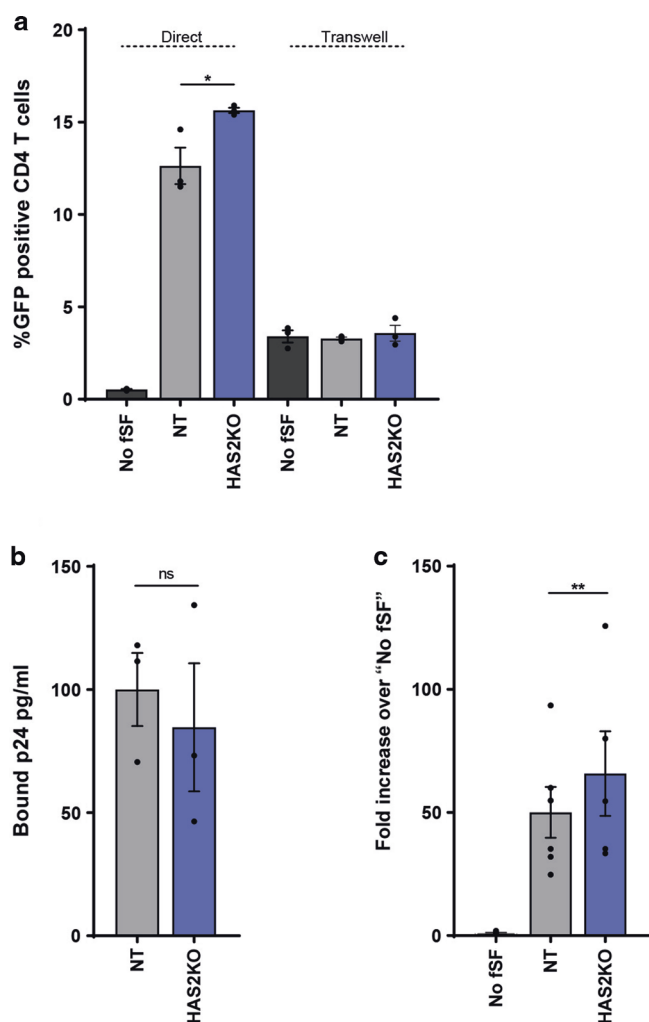 a
Direct
Transwell
*
%GFP positive CD4 T cells
20
15
10
5
0
No fSF
NT
HAS2KO
No fSF
NT
HAS2KO
b
ns
Bound p24 pg/ml
150
100
50
0
NT
HAS2KO
c
**
Fold increase over "No fSF"
150
100
50
0
No fSF
NT
HAS2KO